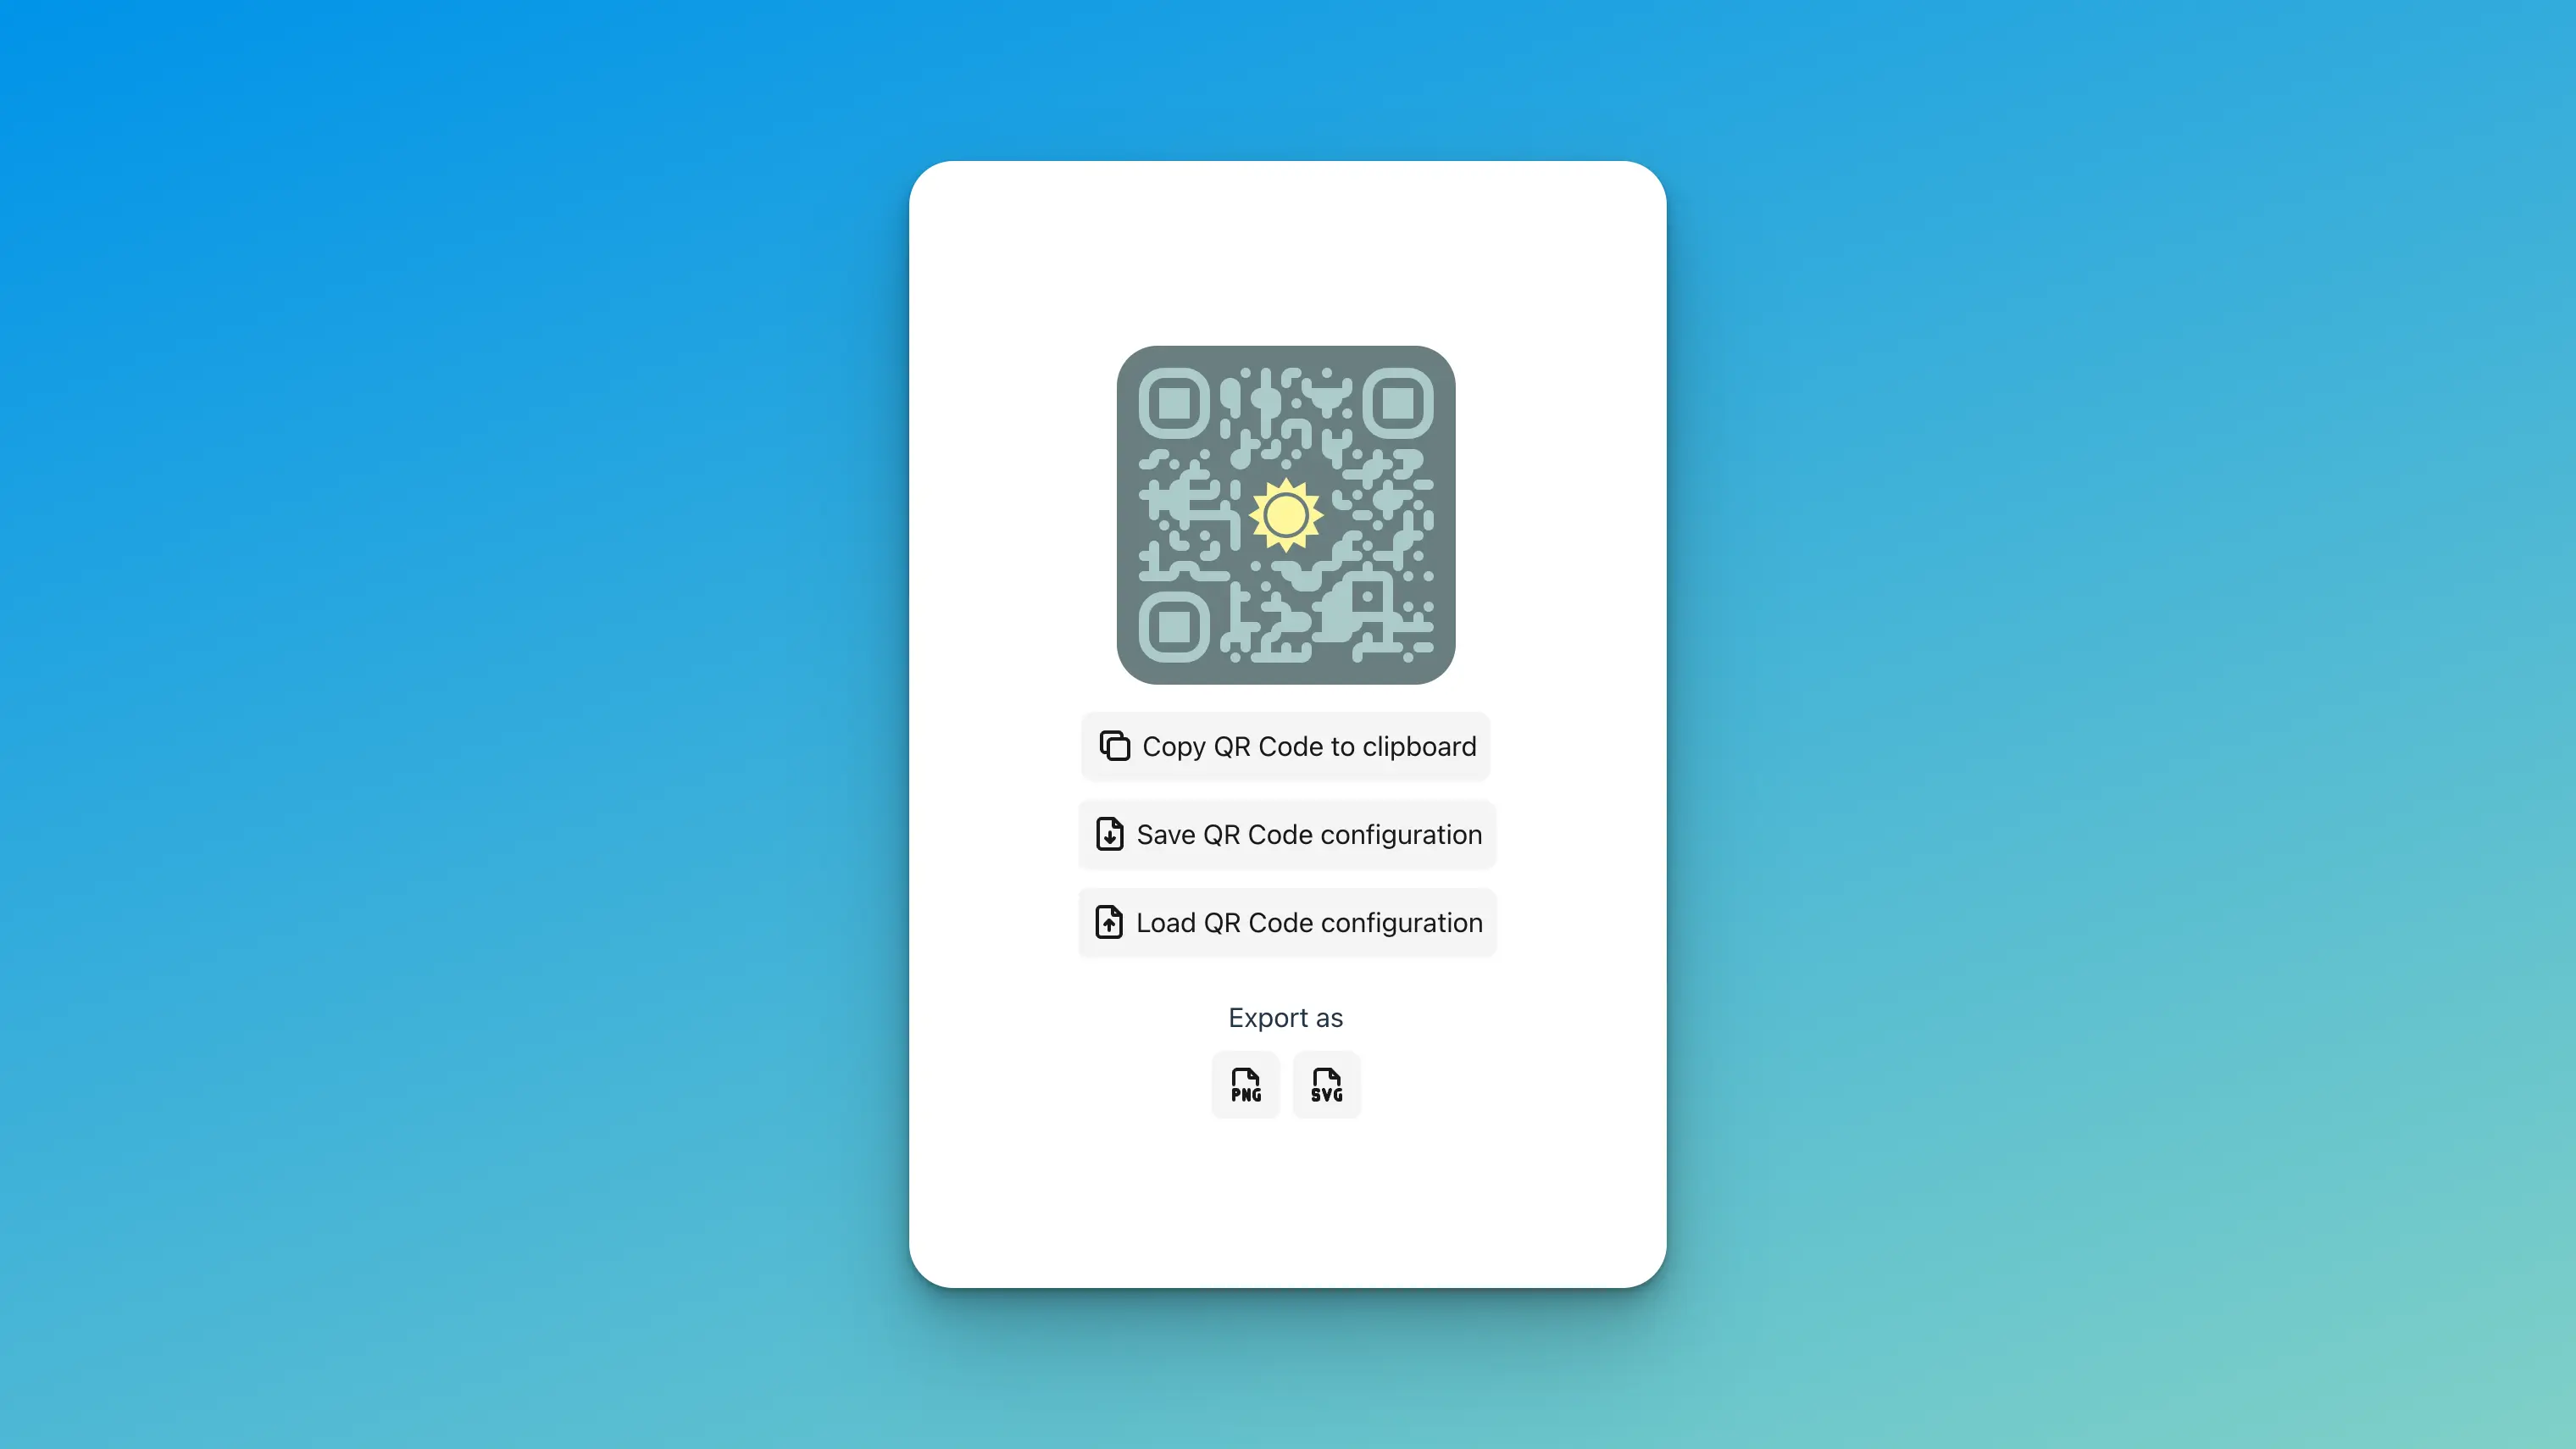 Copy QR Code to clipboard
Save QR Code configuration
Load QR Code configuration
Export as
PNG
SVG